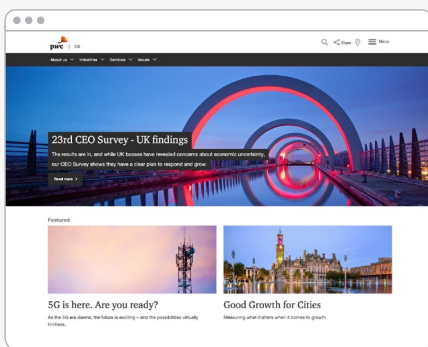 pwc | UK
Share
Menu
About us
Industries
Services
Issues
23rd CEO Survey - UK findings
The results are in, and while UK bosses have revealed concerns about economic uncertainty,
our CEO Survey shows they have a clear plan to respond and grow.
Read more
Featured
5G is here. Are you ready?
As the 5G era dawns, the future is exciting – and the possibilities virtually
limitless.
Good Growth for Cities
Measuring what matters when it comes to growth